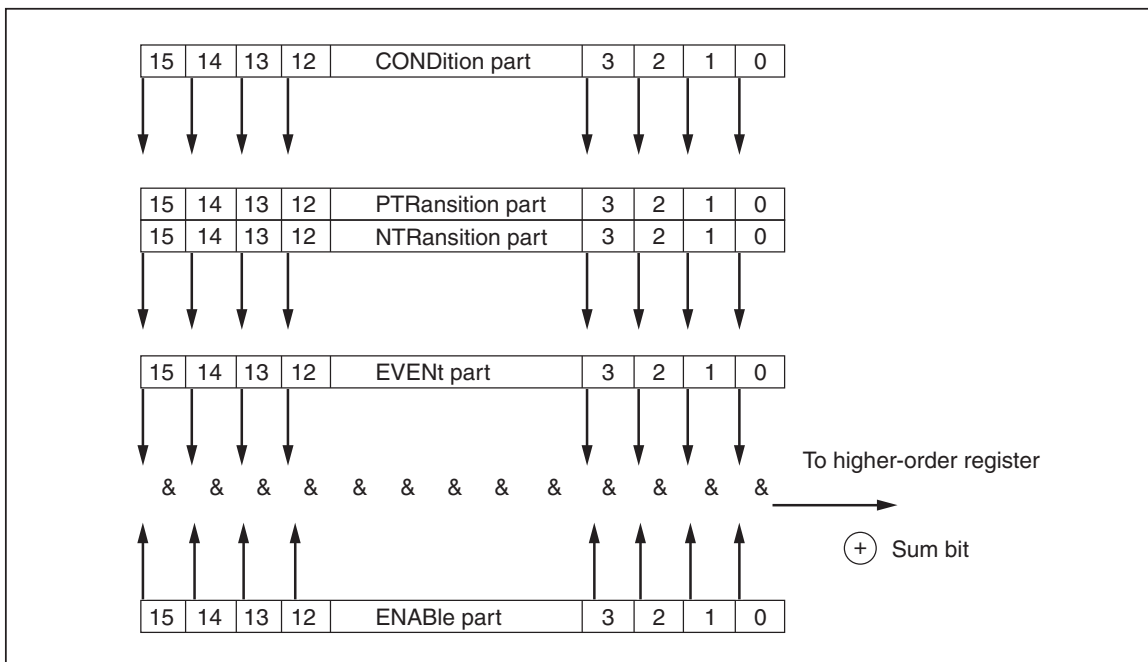 15 14 13 12 CONDition part 3 2 1 0
15 14 13 12 PTRansition part 3 2 1 0
15 14 13 12 NTRansition part 3 2 1 0
15 14 13 12 EVENt part 3 2 1 0
To higher-order register
& & & & & & & & & & & & &
+ Sum bit
15 14 13 12 ENABle part 3 2 1 0